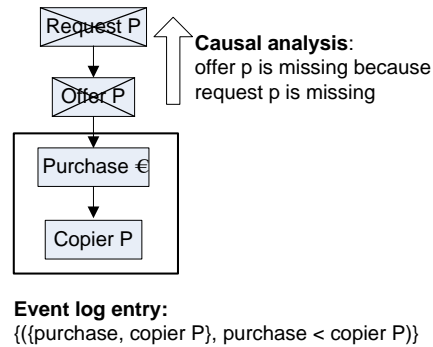 Request P
Causal analysis:
offer p is missing because
request p is missing
Offer P
Purchase €
Copier P
Event log entry:
{({purchase, copier P}, purchase < copier P)}